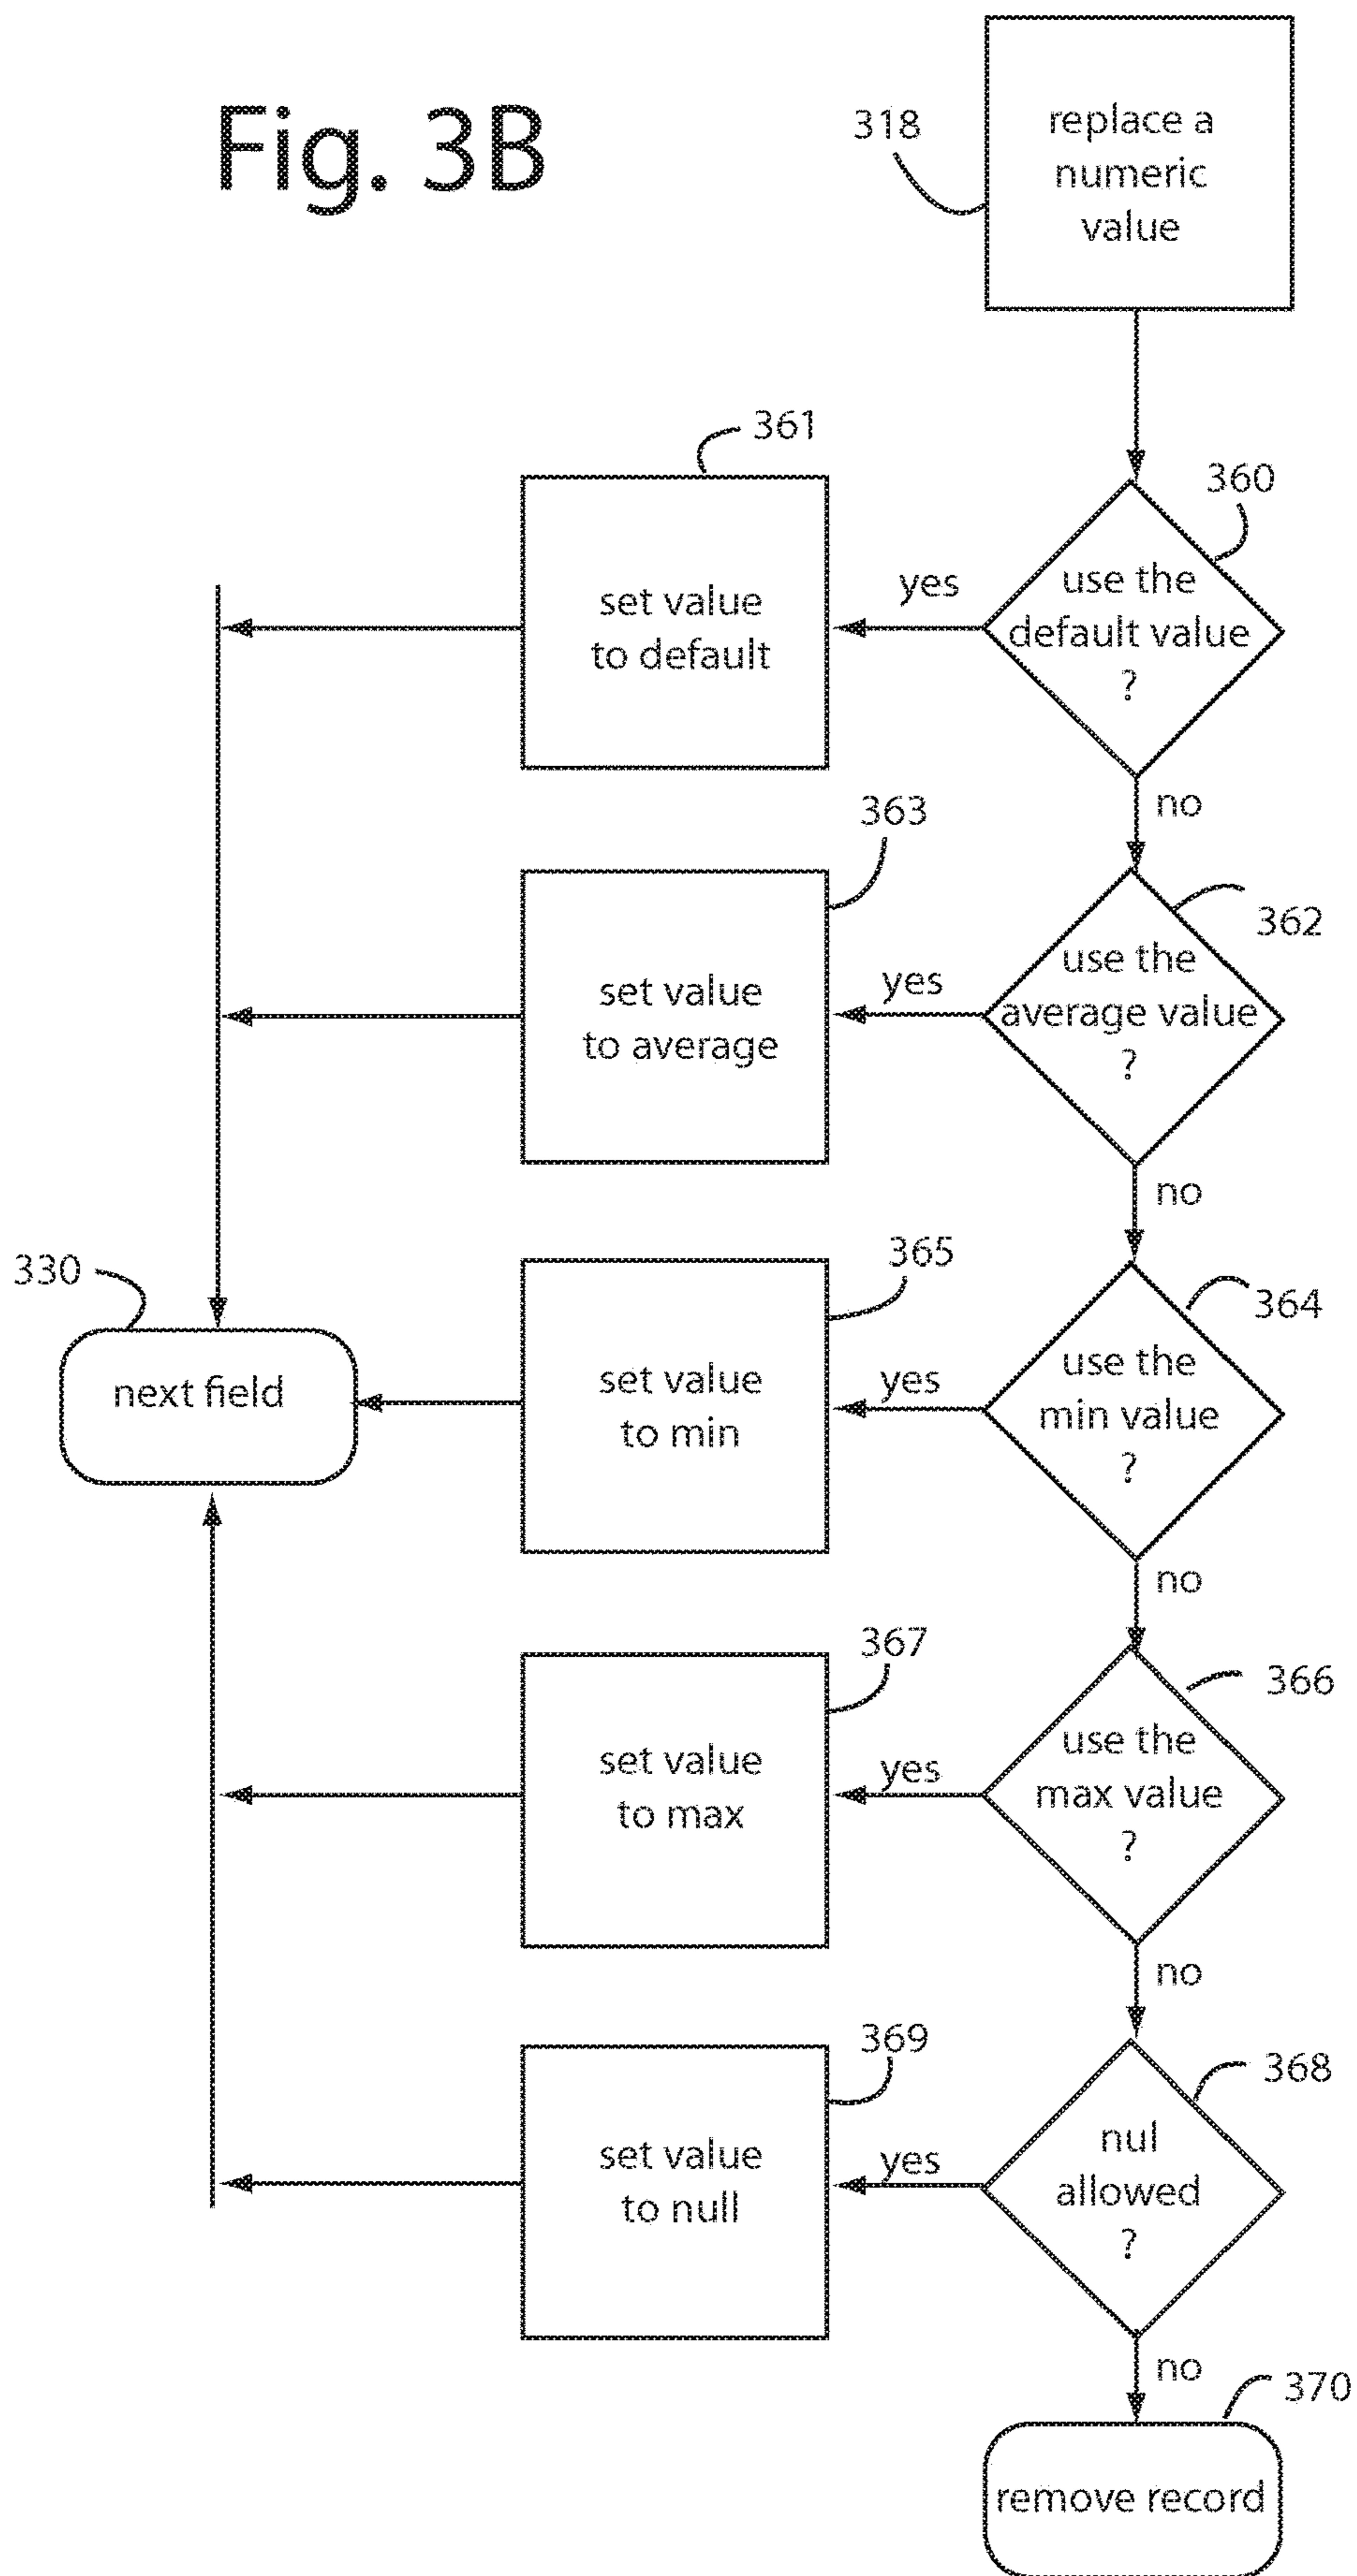 Fig. 3B
318
replace a
numeric
value
361
360
set value
to default
yes
use the
default value
?
no
363
362
set value
to average
yes
use the
average value
?
no
330
next field
365
364
set value
to min
yes
use the
min value
?
no
367
366
set value
to max
yes
use the
max value
?
no
369
368
set value
to null
yes
nul
allowed
?
no
370
remove record